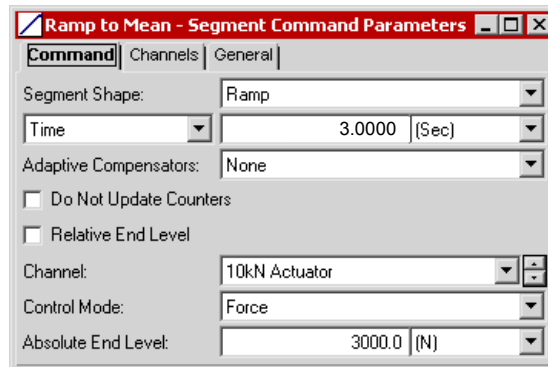 Ramp to Mean - Segment Command Parameters
Command Channels General
Segment Shape: Ramp
Time 3.0000 (Sec)
Adaptive Compensators: None
Do Not Update Counters
Relative End Level
Channel: 10kN Actuator
Control Mode: Force
Absolute End Level: 3000.0 (N)